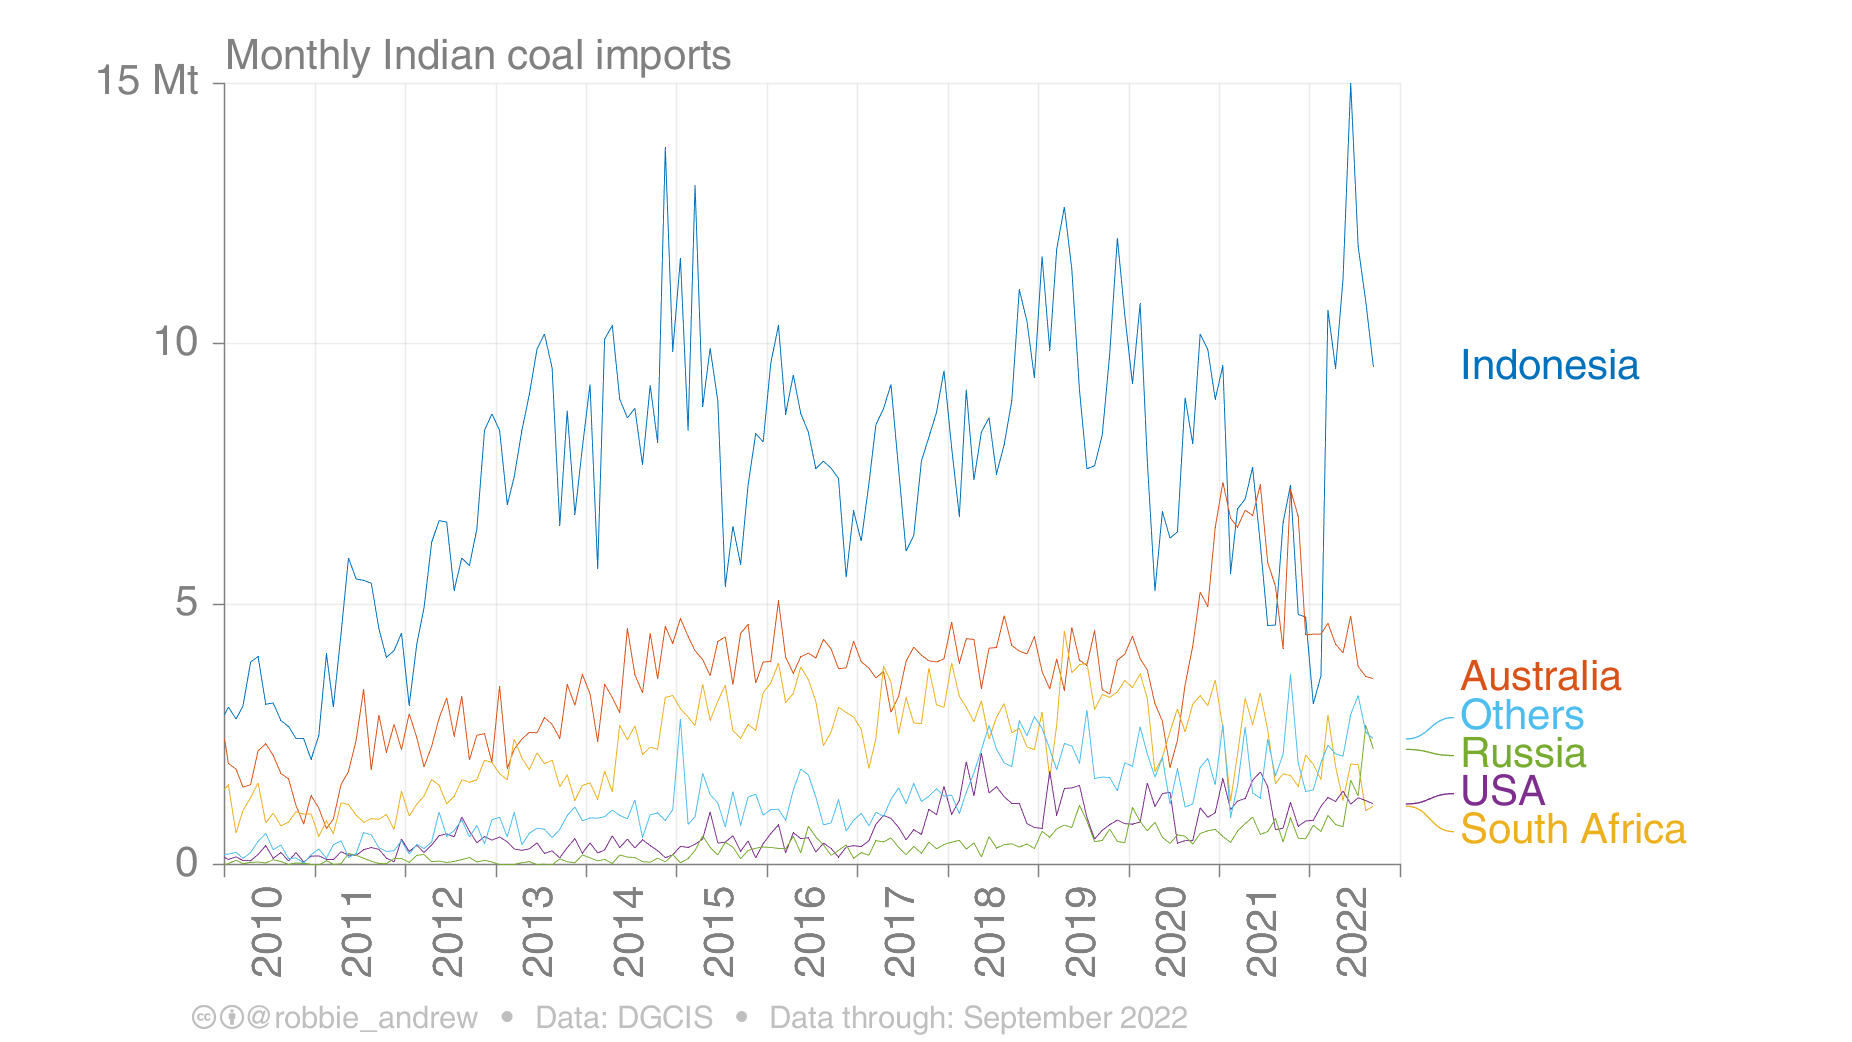 Monthly Indian coal imports
15 Mt
10
5
0
Indonesia
Australia
Others
Russia
USA
South Africa
2010 2011 2012 2013 2014 2015 2016 2017 2018 2019 2020 2021 2022
@robbie_andrew • Data: DGCIS • Data through: September 2022